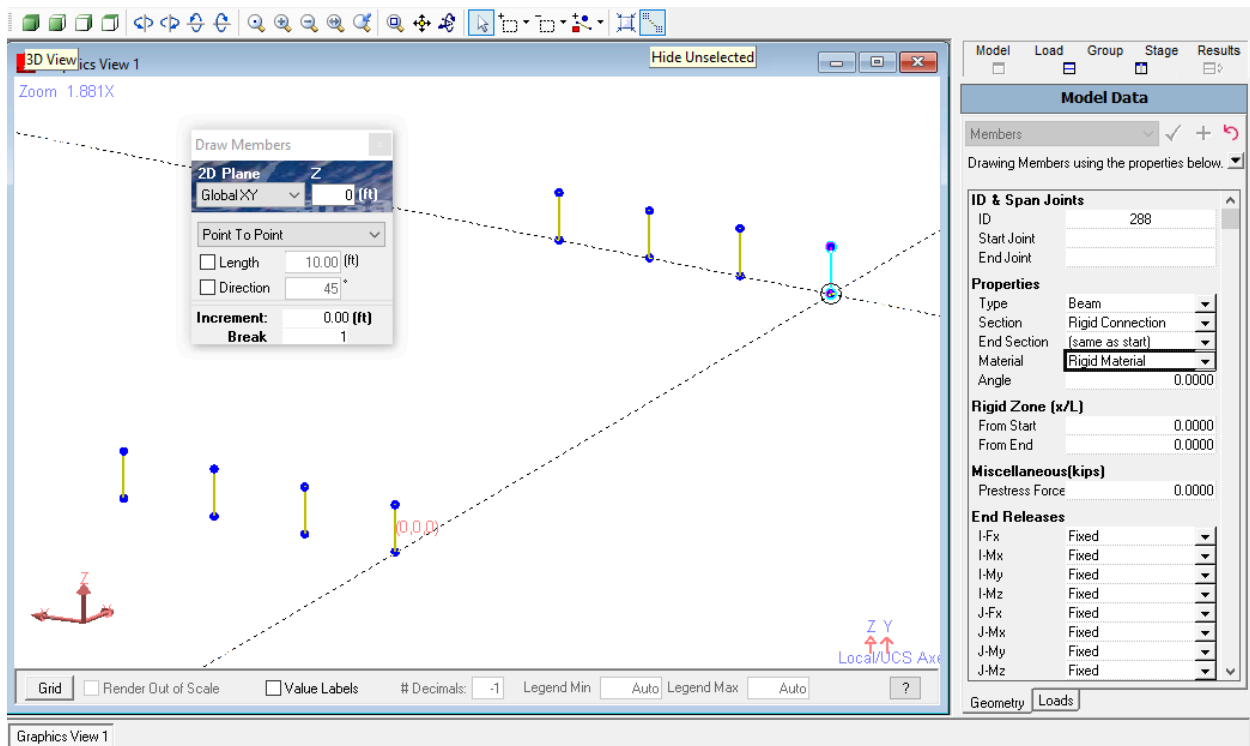 3D View
ics View 1
Hide Unselected
Zoom 1.881X
Draw Members
2D Plane Z
Global XY 0 (ft)
Point To Point
Length 10.00 (ft)
Direction 45 °
Increment: 0.00 (ft)
Break 1
(0,0,0)
Z
X
Z Y
Local/UCS Axe
Grid Render Out of Scale Value Labels # Decimals: -1 Legend Min Auto Legend Max Auto ?
Graphics View 1
Model Load Group Stage Results
Model Data
Members
Drawing Members using the properties below.
ID & Span Joints
ID 288
Start Joint
End Joint
Properties
Type Beam
Section Rigid Connection
End Section (same as start)
Material Rigid Material
Angle 0.0000
Rigid Zone (x/L)
From Start 0.0000
From End 0.0000
Miscellaneous(kips)
Prestress Force 0.0000
End Releases
I-Fx Fixed
I-Mx Fixed
I-My Fixed
I-Mz Fixed
J-Fx Fixed
J-Mx Fixed
J-My Fixed
J-Mz Fixed
Geometry Loads